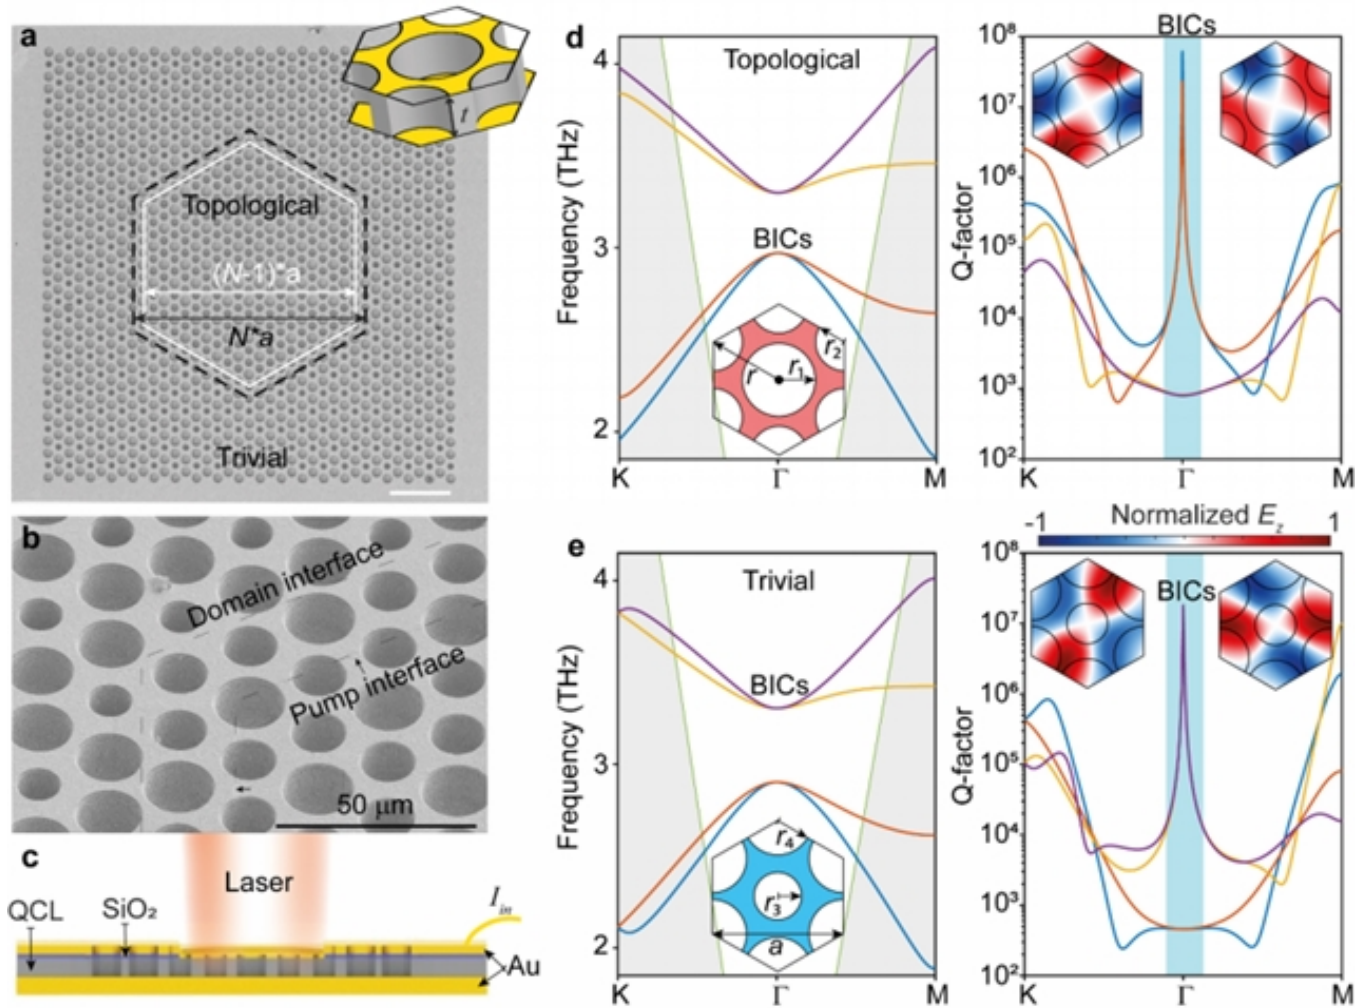 a
t
Topological
(N-1)*a
N*a
Trivial
b
Domain interface
Pump interface
50 μm
c
Laser
QCL
SiO₂
I_in
Au
d
Topological
BICs
Frequency (THz)
4
3
2
r
r₁
r₂
K
Γ
M
BICs
Q-factor
10⁸
10⁷
10⁶
10⁵
10⁴
10³
10²
K
Γ
M
-1
Normalized E_z
1
e
Trivial
BICs
Frequency (THz)
4
3
2
r₄
r₃
a
K
Γ
M
BICs
Q-factor
10⁸
10⁷
10⁶
10⁵
10⁴
10³
10²
K
Γ
M